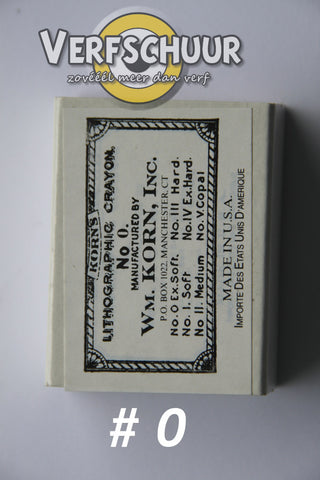 VERFSCHUUR
zovééél meer dan verf
KORN'S
LITHOGRAPHIC CRAYON.
No 0.
MANUFACTURED BY
WM. KORN, INC.
P.O. BOX 1022, MANCHESTER, CT
No. 0 Ex. Soft. No. III Hard.
No. I. Soft No. IV Ex. Hard.
No II. Medium No. V. Copal
MADE IN U.S.A.
IMPORTE DES ETATS UNIS D'AMERIQUE
# 0